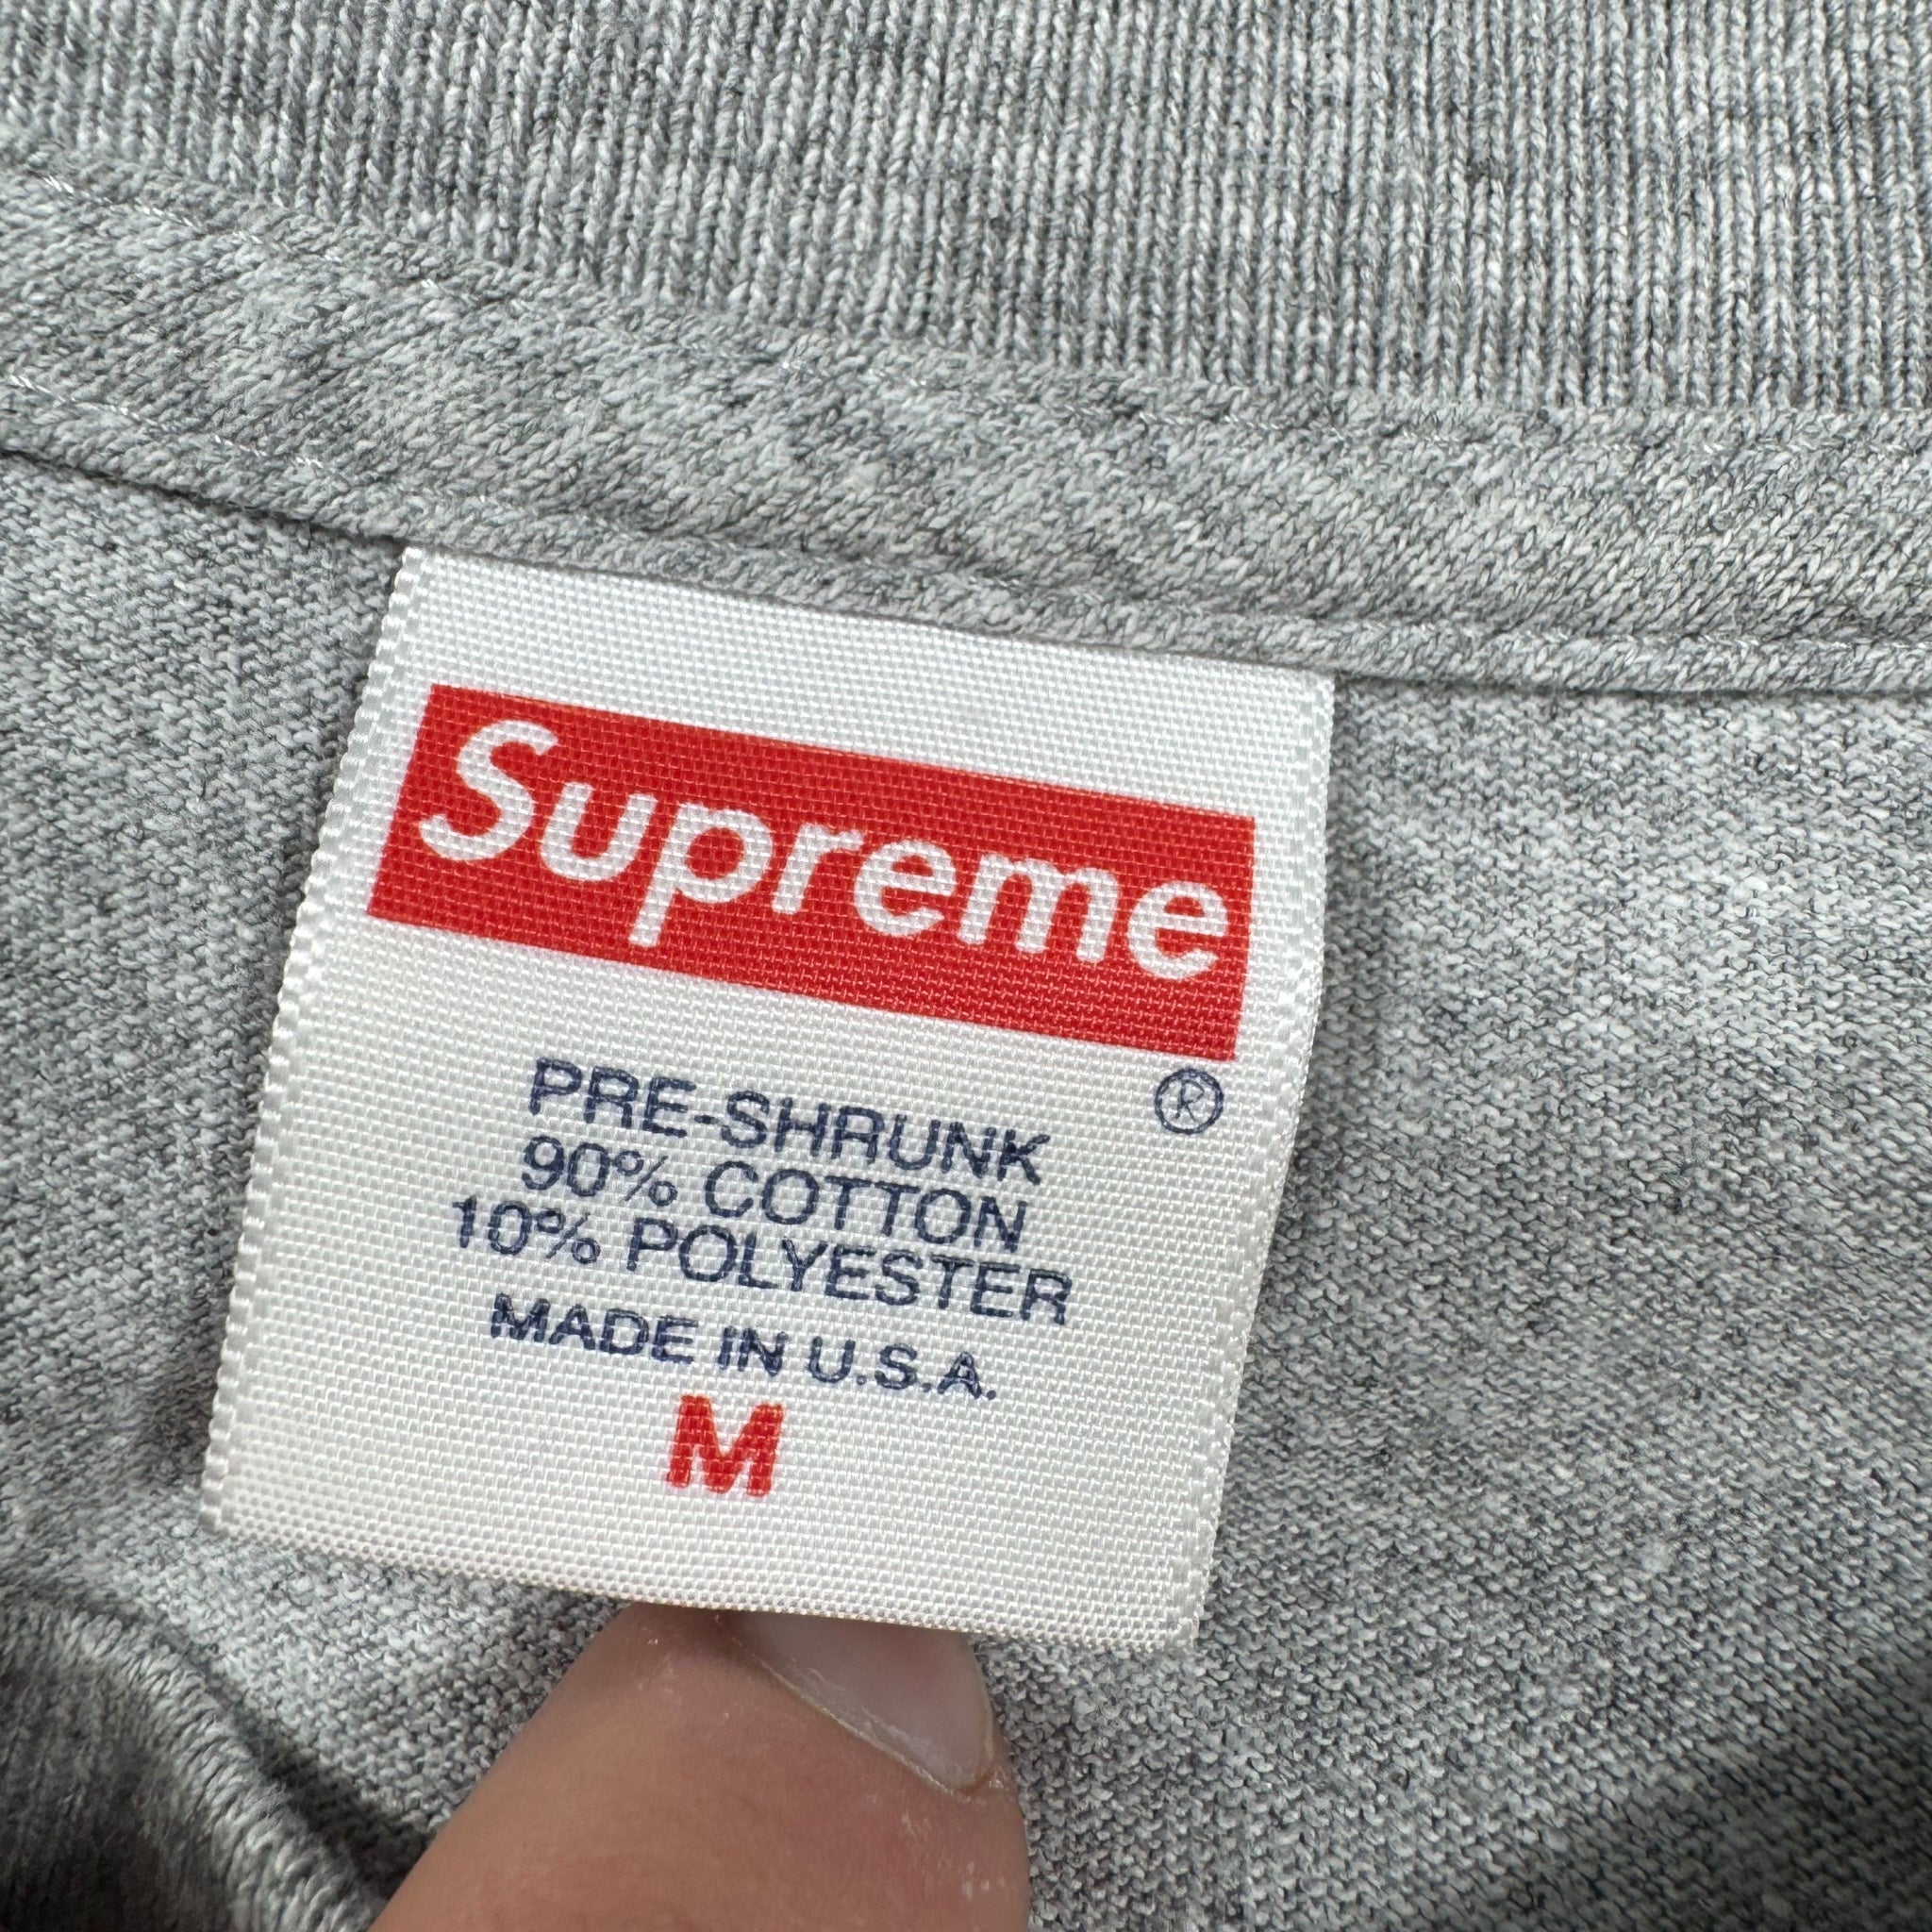 Supreme
®
PRE-SHRUNK
90% COTTON
10% POLYESTER
MADE IN U.S.A.
M